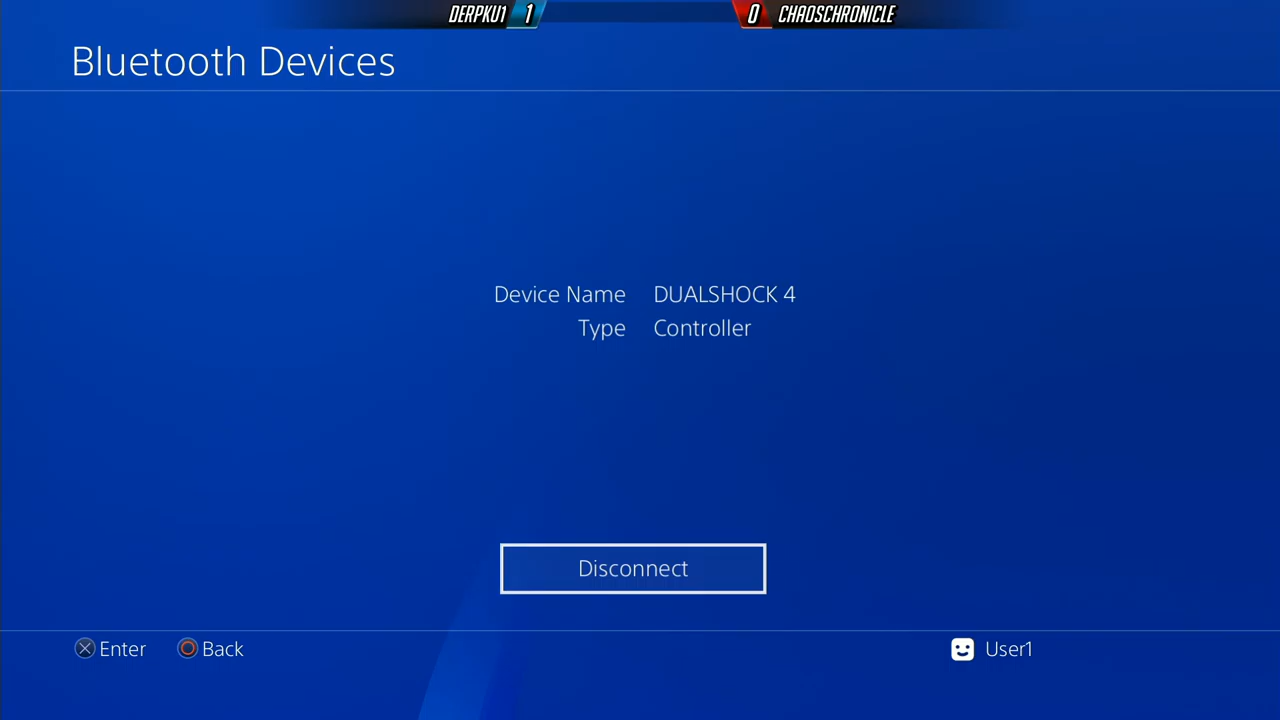 DERPKU1 1 0 CHAOSCHRONICLE
Bluetooth Devices
Device Name DUALSHOCK 4
Type Controller
Disconnect
Enter Back User1